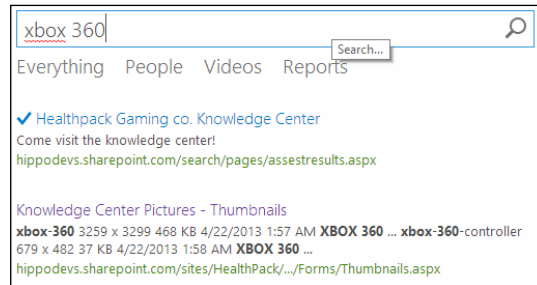 xbox 360
Search...
Everything People Videos Reports
Healthpack Gaming co. Knowledge Center
Come visit the knowledge center!
hippodevs.sharepoint.com/search/pages/assestresults.aspx
Knowledge Center Pictures - Thumbnails
xbox-360 3259 x 3299 468 KB 4/22/2013 1:57 AM XBOX 360 ... xbox-360-controller
679 x 482 37 KB 4/22/2013 1:58 AM XBOX 360 ...
hippodevs.sharepoint.com/sites/HealthPack/.../Forms/Thumbnails.aspx